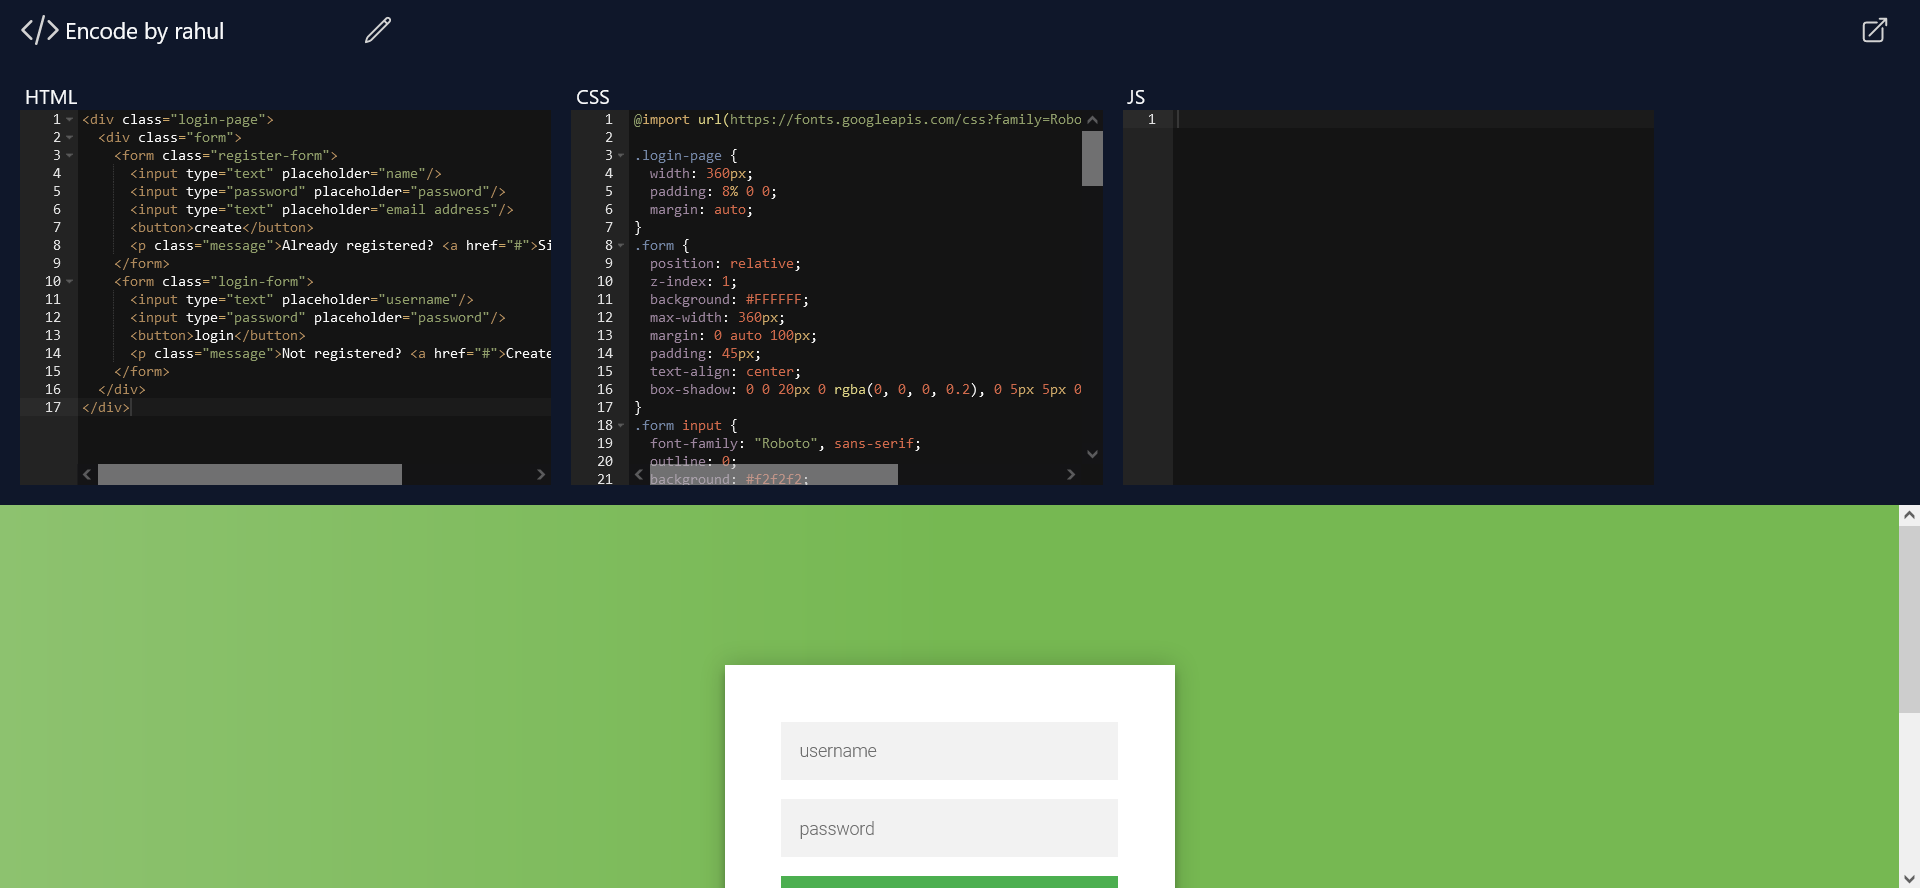 </> Encode by rahul
HTML
1 <div class="login-page">
2 <div class="form">
3 <form class="register-form">
4 <input type="text" placeholder="name"/>
5 <input type="password" placeholder="password"/>
6 <input type="text" placeholder="email address"/>
7 <button>create</button>
8 <p class="message">Already registered? <a href="#">Si
9 </form>
10 <form class="login-form">
11 <input type="text" placeholder="username"/>
12 <input type="password" placeholder="password"/>
13 <button>login</button>
14 <p class="message">Not registered? <a href="#">Create
15 </form>
16 </div>
17 </div>
CSS
1 @import url(https://fonts.googleapis.com/css?family=Robo
2
3 .login-page {
4 width: 360px;
5 padding: 8% 0 0;
6 margin: auto;
7 }
8 .form {
9 position: relative;
10 z-index: 1;
11 background: #FFFFFF;
12 max-width: 360px;
13 margin: 0 auto 100px;
14 padding: 45px;
15 text-align: center;
16 box-shadow: 0 0 20px 0 rgba(0, 0, 0, 0.2), 0 5px 5px 0
17 }
18 .form input {
19 font-family: "Roboto", sans-serif;
20 outline: 0;
21 background: #f2f2f2;
JS
1
username
password